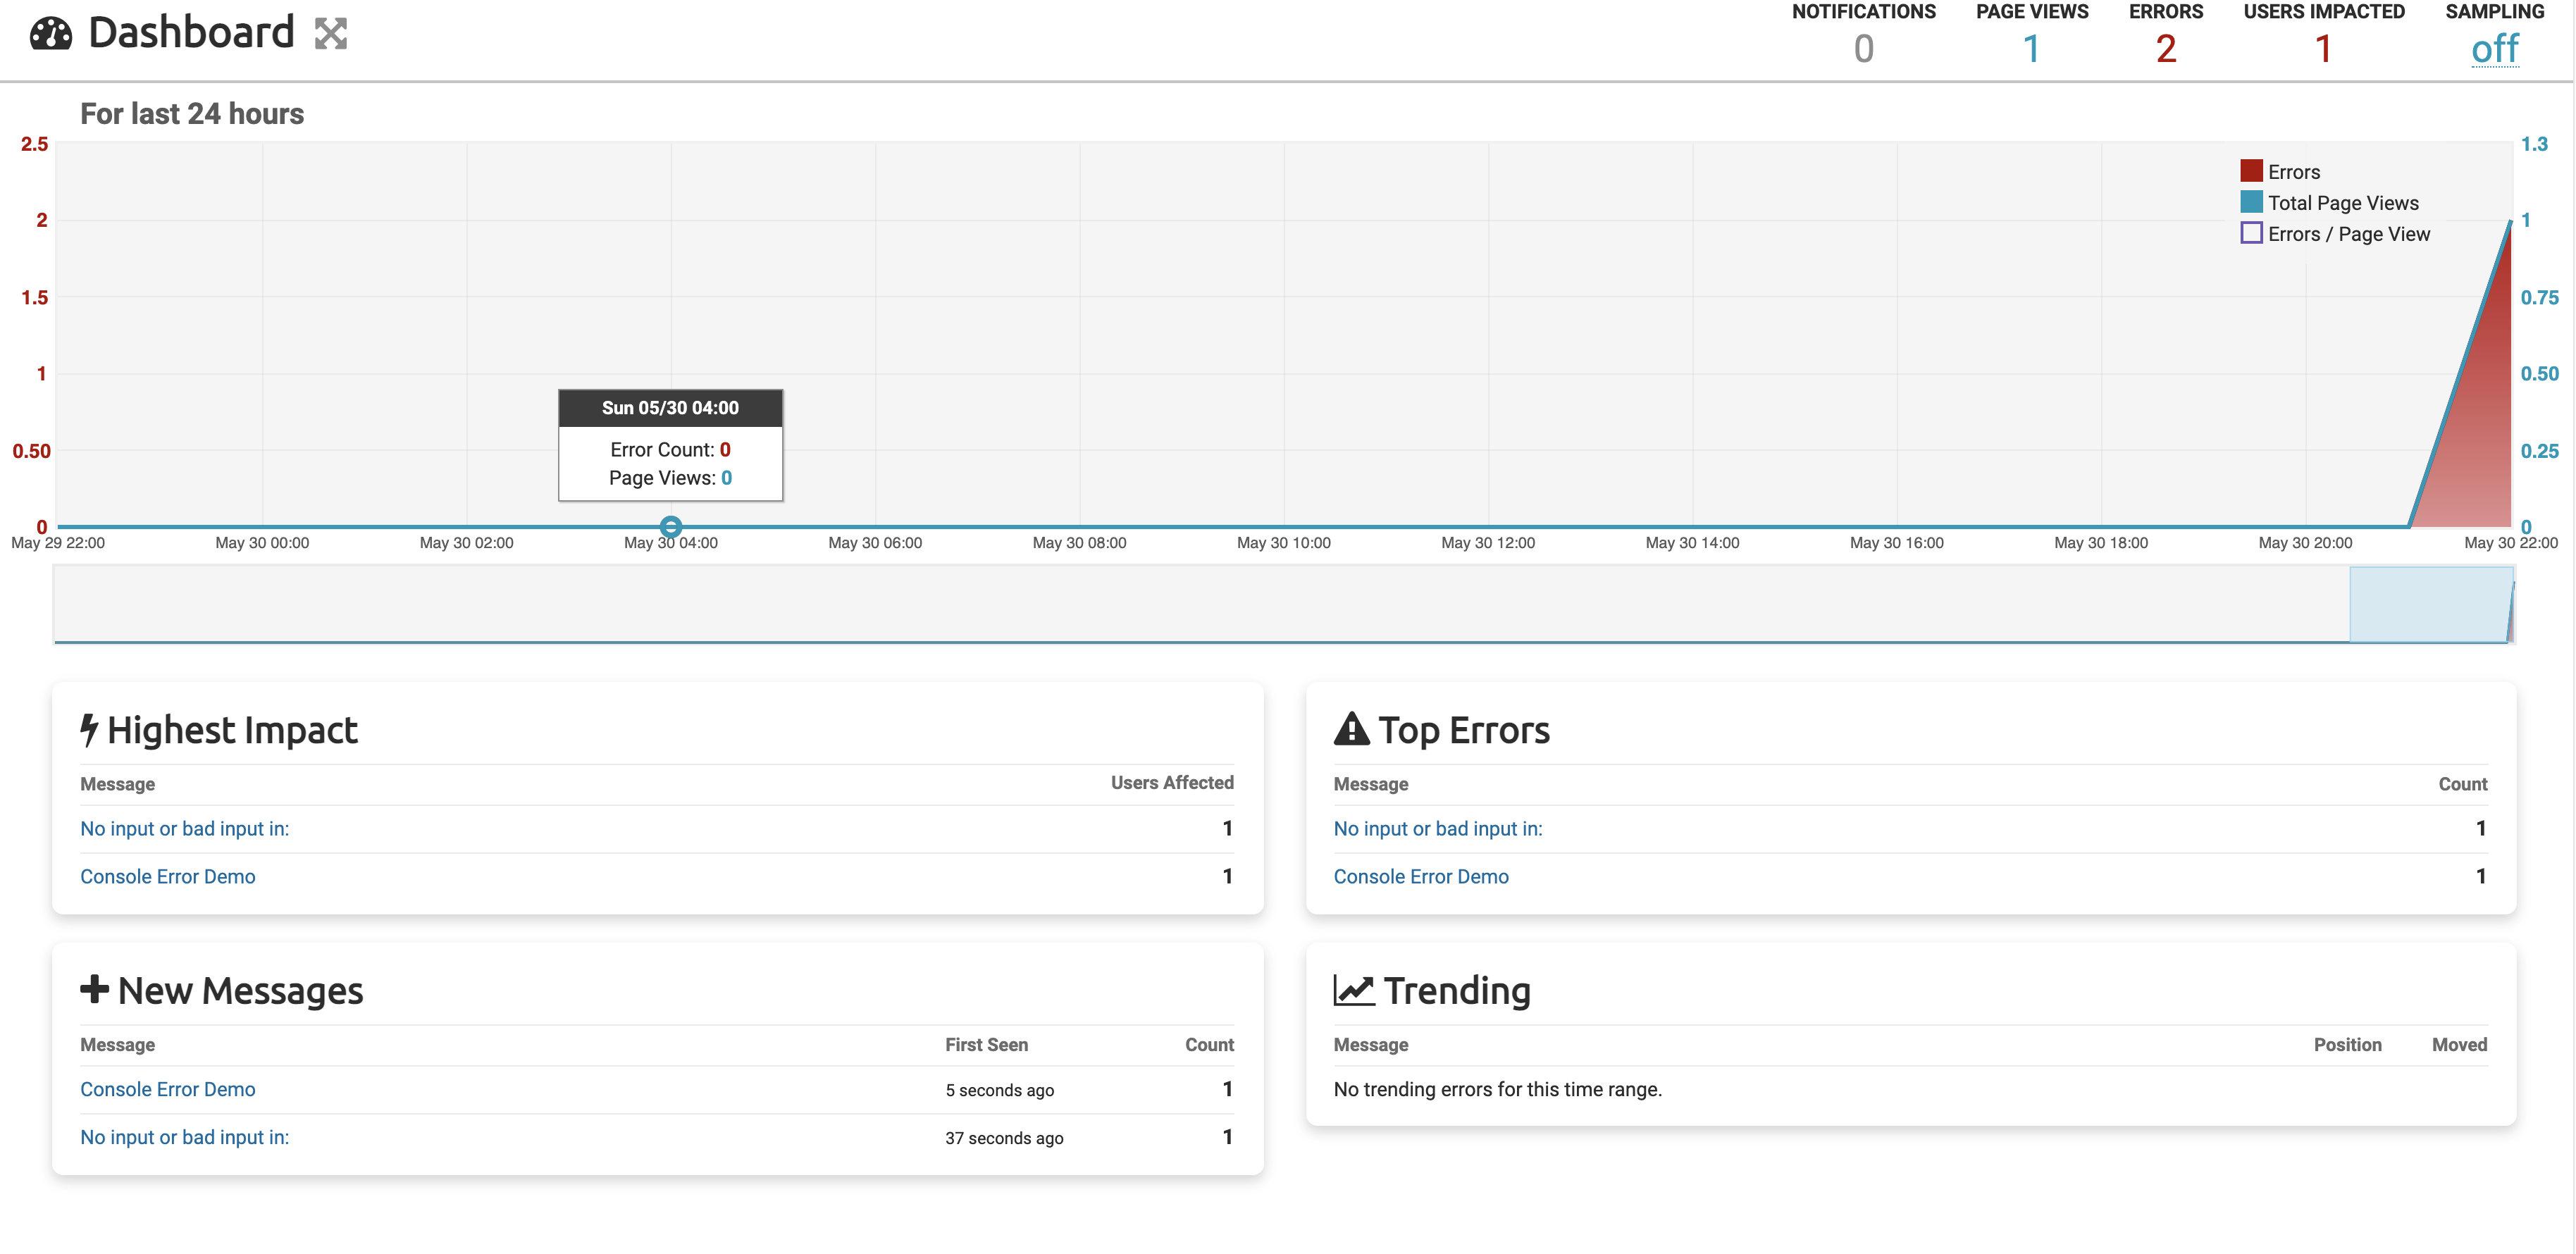 Dashboard
NOTIFICATIONS PAGE VIEWS ERRORS USERS IMPACTED SAMPLING
0 1 2 1 off
For last 24 hours
2.5 1.3
Errors
Total Page Views
2 1
Errors / Page View
1.5 0.75
1 0.50
Sun 05/30 04:00
Error Count: 0
0.50 0.25
Page Views: 0
0 0
May 29 22:00 May 30 00:00 May 30 02:00 May 30 04:00 May 30 06:00 May 30 08:00 May 30 10:00 May 30 12:00 May 30 14:00 May 30 16:00 May 30 18:00 May 30 20:00 May 30 22:00
Highest Impact
Message Users Affected
No input or bad input in: 1
Console Error Demo 1
Top Errors
Message Count
No input or bad input in: 1
Console Error Demo 1
New Messages
Message First Seen Count
Console Error Demo 5 seconds ago 1
No input or bad input in: 37 seconds ago 1
Trending
Message Position Moved
No trending errors for this time range.